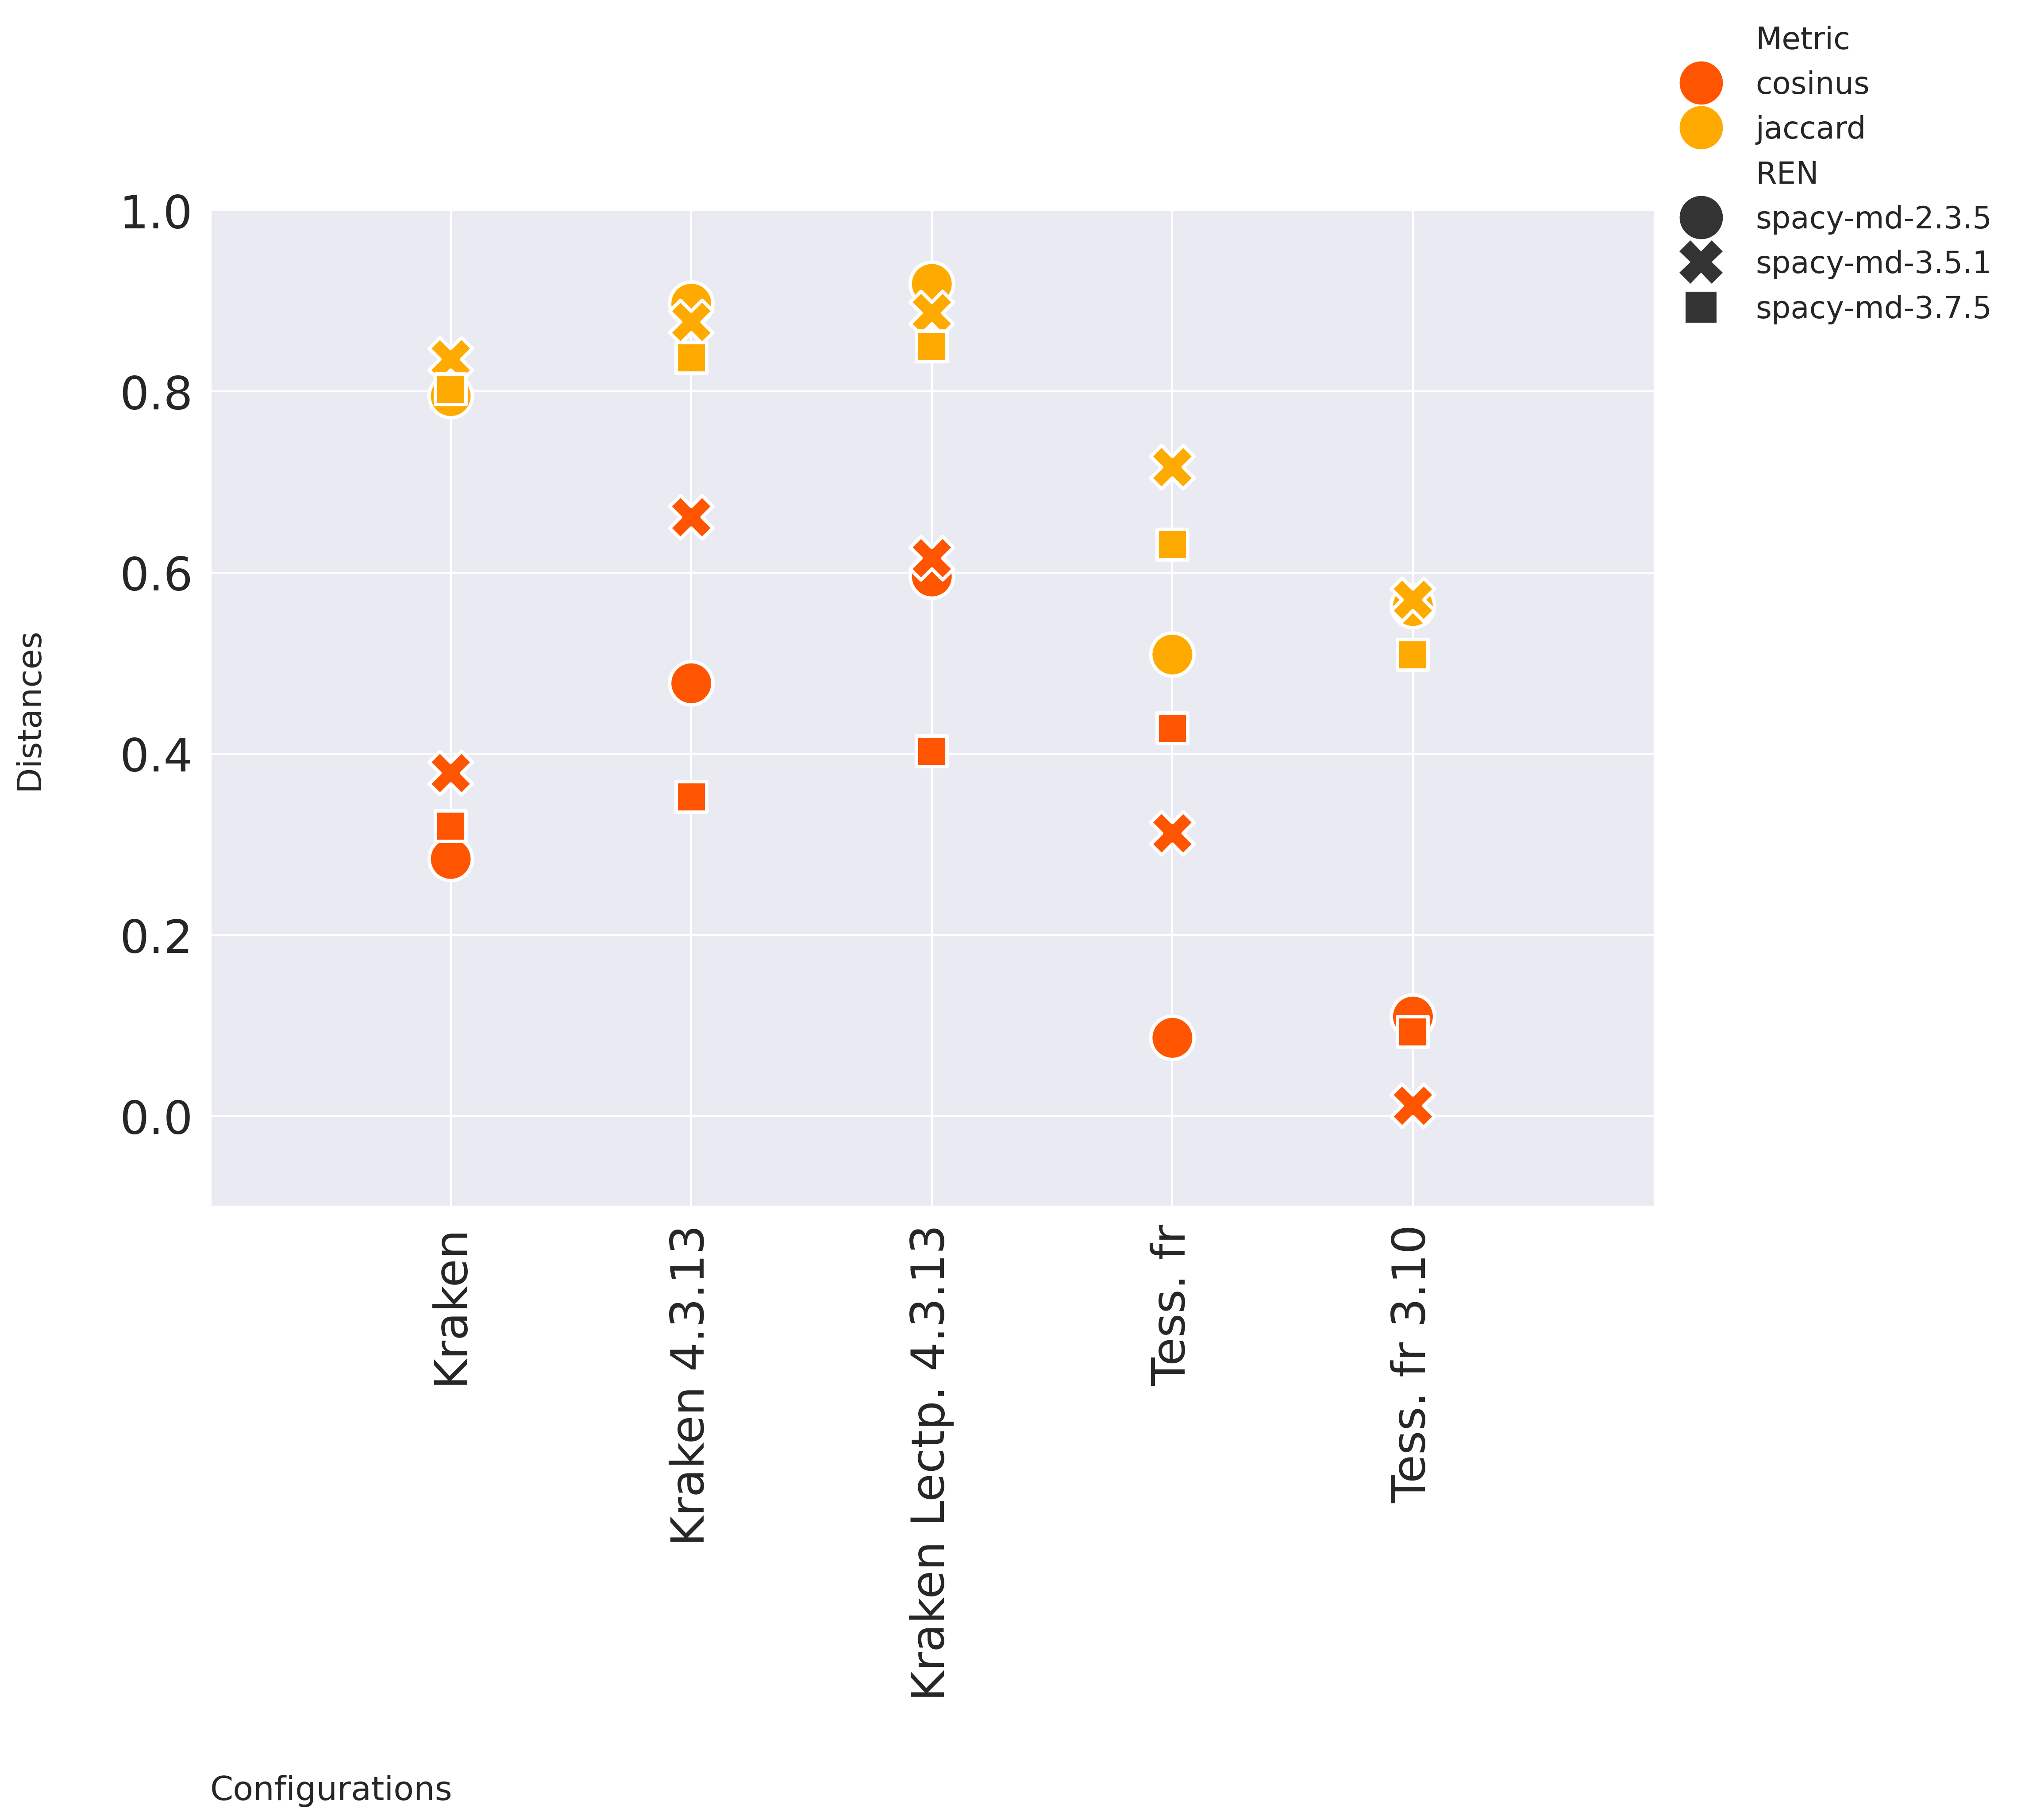 Metric
cosinus
jaccard
REN
spacy-md-2.3.5
spacy-md-3.5.1
spacy-md-3.7.5
1.0
0.8
0.6
0.4
0.2
0.0
Distances
Kraken
Kraken 4.3.13
Kraken Lectp. 4.3.13
Tess. fr
Tess. fr 3.10
Configurations